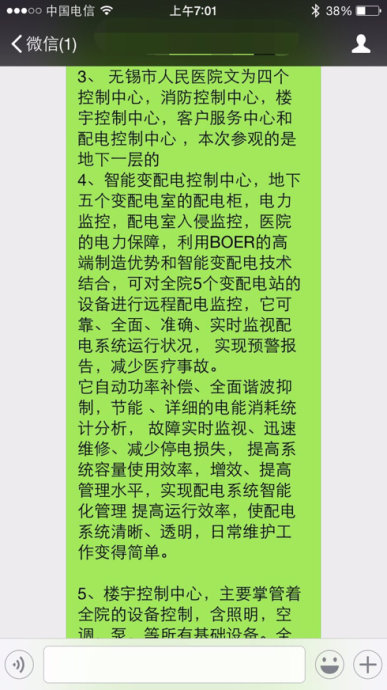 中国电信
上午7:01
38%
微信(1)
3、 无锡市人民医院文为四个
控制中心，消防控制中心，楼
宇控制中心，客户服务中心和
配电控制中心 ，本次参观的是
地下一层的
4、智能变配电控制中心，地下
五个变配电室的配电柜，电力
监控，配电室入侵监控，医院
的电力保障，利用BOER的高
端制造优势和智能变配电技术
结合，可对全院5个变配电站的
设备进行远程配电监控，它可
靠、全面、准确、实时监视配
电系统运行状况， 实现预警报
告，减少医疗事故。
它自动功率补偿、全面谐波抑
制，节能 、详细的电能消耗统
计分析， 故障实时监视、迅速
维修、减少停电损失， 提高系
统容量使用效率，增效、提高
管理水平，实现配电系统智能
化管理 提高运行效率，使配电
系统清晰、透明，日常维护工
作变得简单。
5、楼宇控制中心，主要掌管着
全院的设备控制，含照明，空
调，泵，等所有基础设备。全